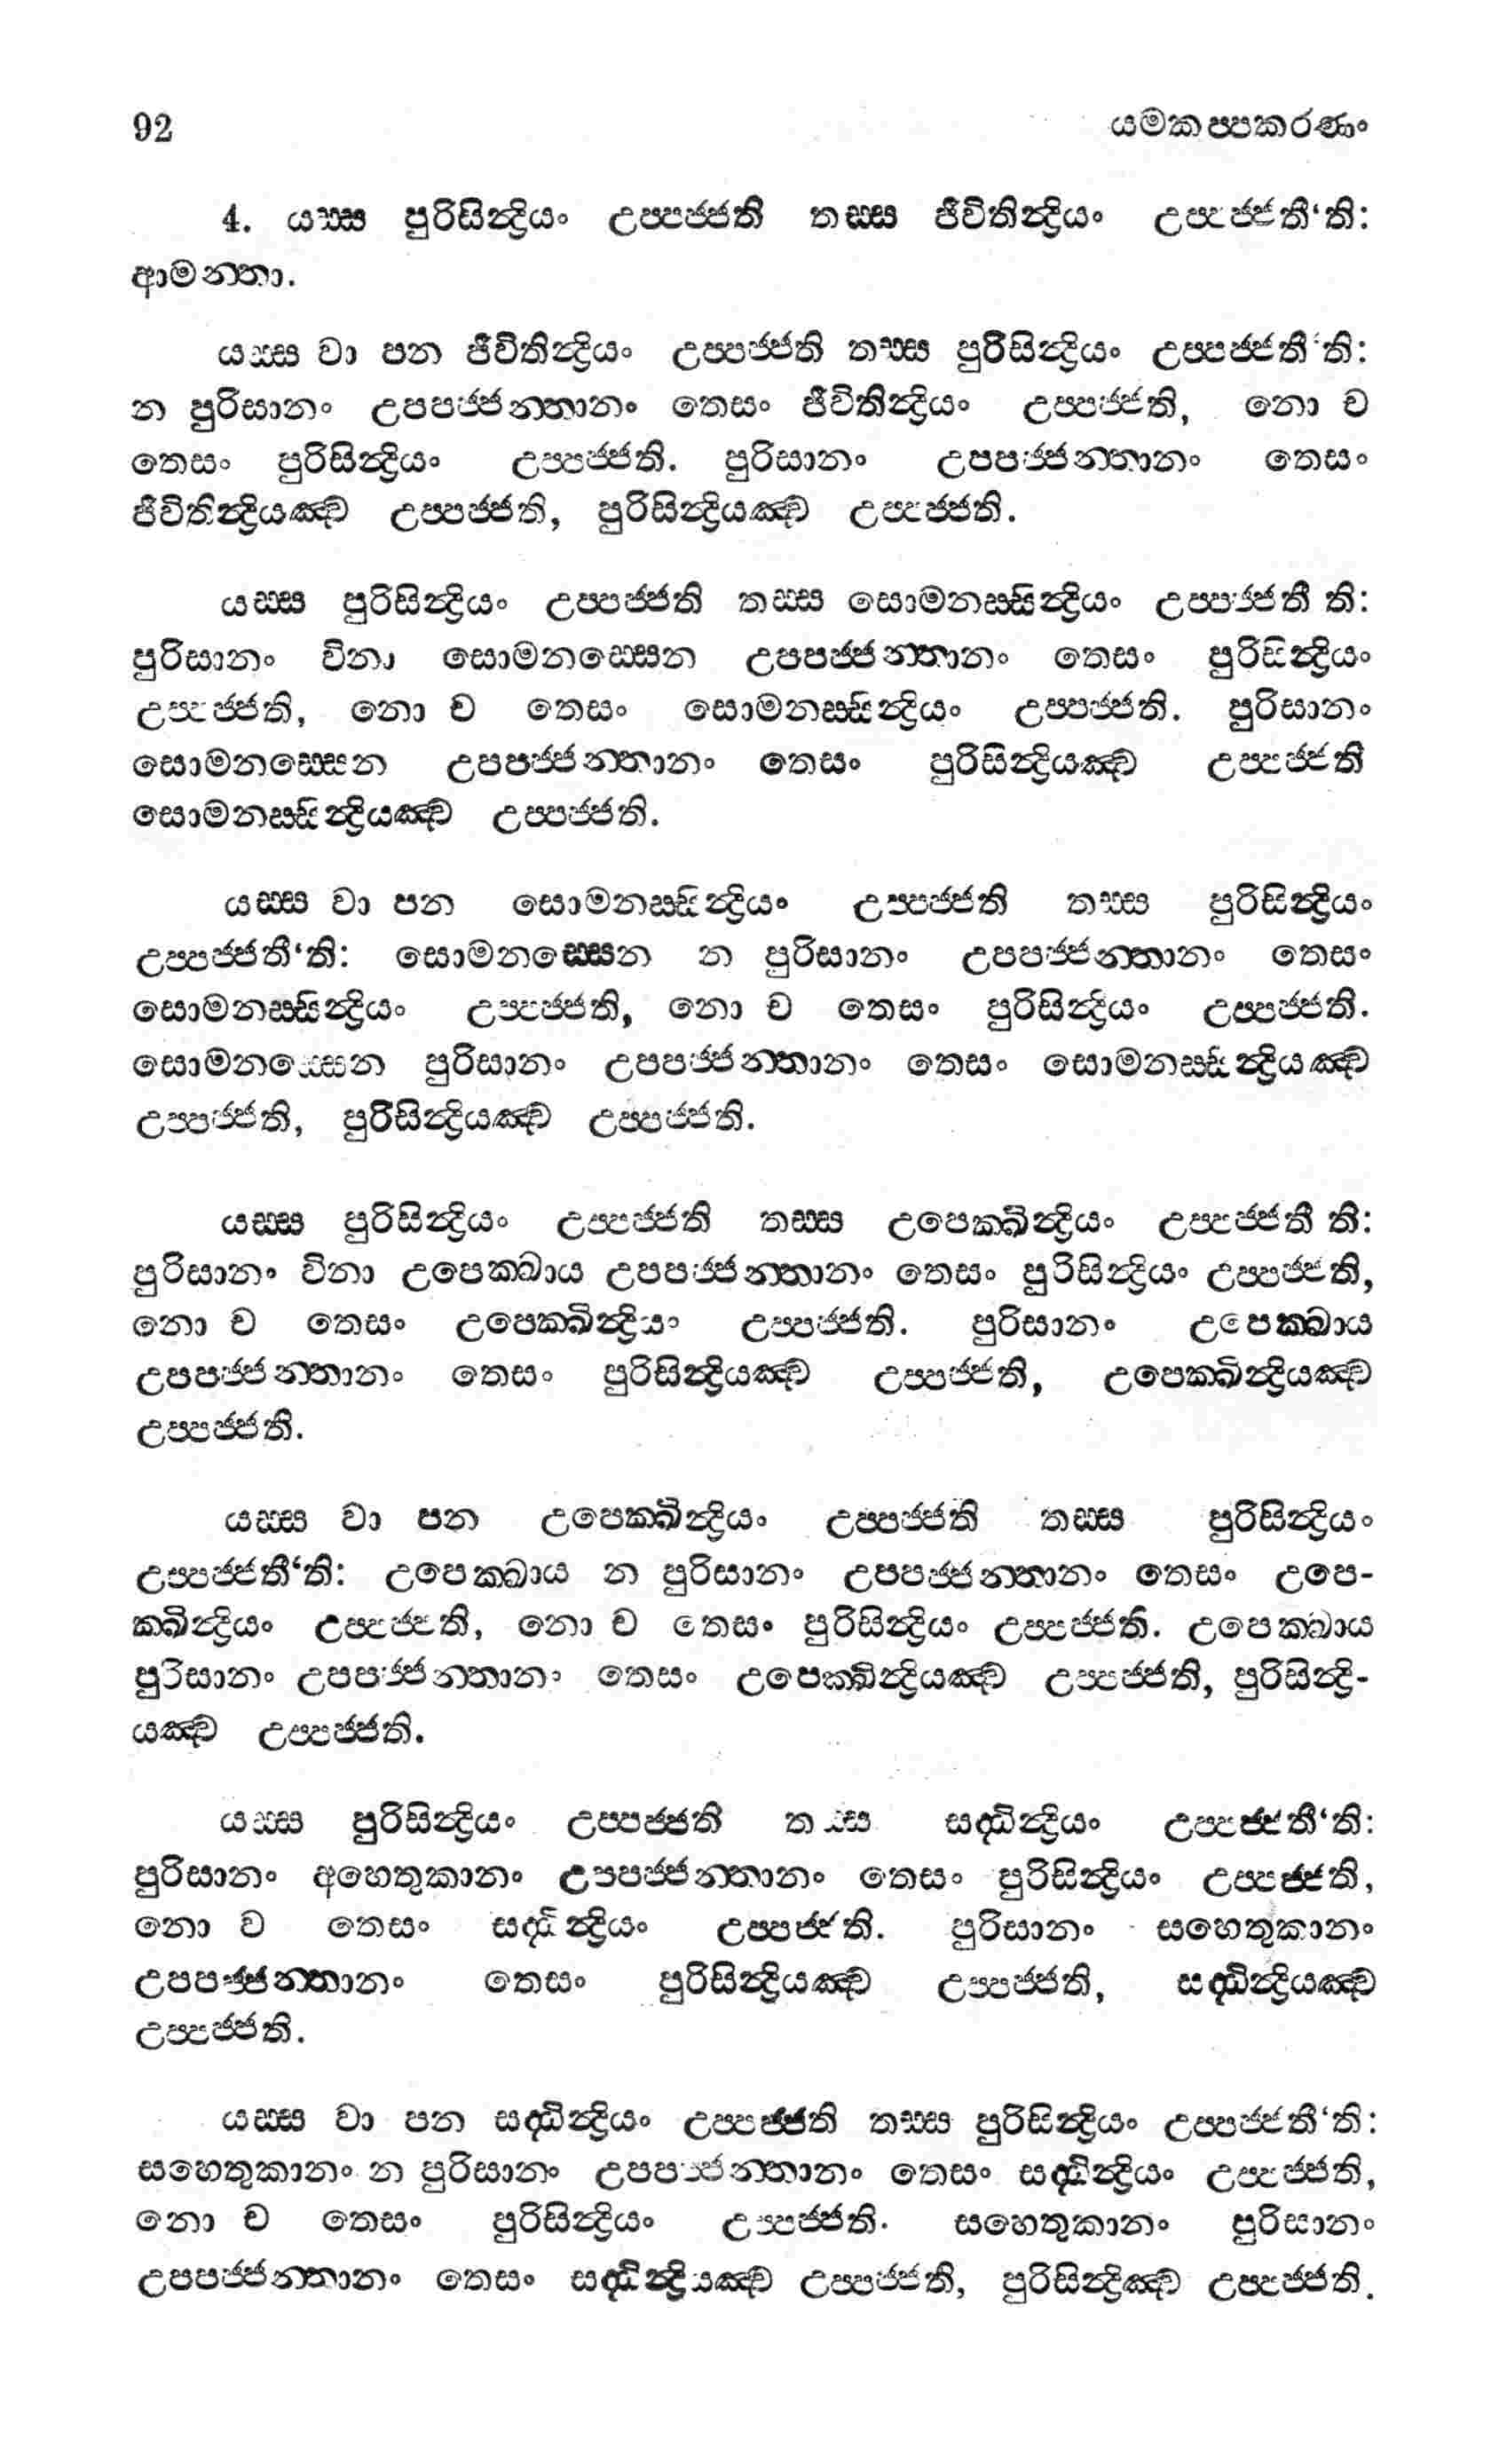 92 යමකප්පකරණං
4. යස්ස පුරිසින්ද්‍රියං උප්පජ්ජති තස්ස ජීවිතින්ද්‍රියං උප්පජ්ජතී‘ති:
ආමන්තා.
යස්ස වා පන ජීවිතින්ද්‍රියං උප්පජ්ජති තස්ස පුරිසින්ද්‍රියං උප්පජ්ජතී‘ති:
න පුරිසානං උපපජ්ජන්තානං තෙසං ජීවිතින්ද්‍රියං උප්පජ්ජති, නො ච
තෙසං පුරිසින්ද්‍රියං උප්පජ්ජති. පුරිසානං උපපජ්ජන්තානං තෙසං
ජීවිතින්ද්‍රියඤ්ච උප්පජ්ජති, පුරිසින්ද්‍රියඤ්ච උප්පජ්ජති.
යස්ස පුරිසින්ද්‍රියං උප්පජ්ජති තස්ස සොමනස්සින්ද්‍රියං උප්පජ්ජතී ති:
පුරිසානං විනා සොමනස්සෙන උපපජ්ජන්තානං තෙසං පුරිසින්ද්‍රියං
උප්පජ්ජති, නො ච තෙසං සොමනස්සින්ද්‍රියං උප්පජ්ජති. පුරිසානං
සොමනස්සෙන උපපජ්ජන්තානං තෙසං පුරිසින්ද්‍රියඤ්ච උප්පජ්ජති
සොමනස්සින්ද්‍රියඤ්ච උප්පජ්ජති.
යස්ස වා පන සොමනස්සින්ද්‍රියං උප්පජ්ජති තස්ස පුරිසින්ද්‍රියං
උප්පජ්ජතී‘ති: සොමනස්සෙන න පුරිසානං උපපජ්ජන්තානං තෙසං
සොමනස්සින්ද්‍රියං උප්පජ්ජති, නො ච තෙසං පුරිසින්ද්‍රියං උප්පජ්ජති.
සොමනස්සෙන පුරිසානං උපපජ්ජන්තානං තෙසං සොමනස්සින්ද්‍රියඤ්ච
උප්පජ්ජති, පුරිසින්ද්‍රියඤ්ච උප්පජ්ජති.
යස්ස පුරිසින්ද්‍රියං උප්පජ්ජති තස්ස උපෙක්ඛින්ද්‍රියං උප්පජ්ජතී ති:
පුරිසානං විනා උපෙක්ඛාය උපපජ්ජන්තානං තෙසං පුරිසින්ද්‍රියං උප්පජ්ජති,
නො ච තෙසං උපෙක්ඛින්ද්‍රියං උප්පජ්ජති. පුරිසානං උපෙක්ඛාය
උපපජ්ජන්තානං තෙසං පුරිසින්ද්‍රියඤ්ච උප්පජ්ජති, උපෙක්ඛින්ද්‍රියඤ්ච
උප්පජ්ජති.
යස්ස වා පන උපෙක්ඛින්ද්‍රියං උප්පජ්ජති තස්ස පුරිසින්ද්‍රියං
උප්පජ්ජතී‘ති: උපෙක්ඛාය න පුරිසානං උපපජ්ජන්තානං තෙසං උපෙ-
ක්ඛින්ද්‍රියං උප්පජ්ජති, නො ච තෙසං පුරිසින්ද්‍රියං උප්පජ්ජති. උපෙක්ඛාය
පුරිසානං උපපජ්ජන්තානං තෙසං උපෙක්ඛින්ද්‍රියඤ්ච උප්පජ්ජති, පුරිසින්ද්‍රි-
යඤ්ච උප්පජ්ජති.
යස්ස පුරිසින්ද්‍රියං උප්පජ්ජති තස්ස සද්ධින්ද්‍රියං උප්පජ්ජතී‘ති:
පුරිසානං අහෙතුකානං උපපජ්ජන්තානං තෙසං පුරිසින්ද්‍රියං උප්පජ්ජති,
නො ව තෙසං සද්ධින්ද්‍රියං උප්පජ්ජති. පුරිසානං සහෙතුකානං
උපපජ්ජන්තානං තෙසං පුරිසින්ද්‍රියඤ්ච උප්පජ්ජති, සද්ධින්ද්‍රියඤ්ච
උප්පජ්ජති.
යස්ස වා පන සද්ධින්ද්‍රියං උප්පජ්ජති තස්ස පුරිසින්ද්‍රියං උප්පජ්ජතී‘ති:
සහෙතුකානං න පුරිසානං උපපජ්ජන්තානං තෙසං සද්ධින්ද්‍රියං උප්පජ්ජති,
නො ච තෙසං පුරිසින්ද්‍රියං උප්පජ්ජති. සහෙතුකානං පුරිසානං
උපපජ්ජන්තානං තෙසං සද්ධින්ද්‍රියඤ්ච උප්පජ්ජති, පුරිසින්ද්‍රිඤ්ච උප්පජ්ජති.